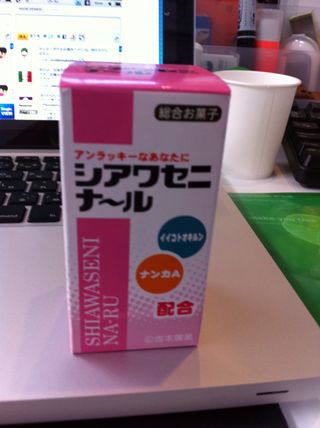 総合お菓子
アンラッキーなあなたに
シアワセニ
ナ〜ル
イイコトオキルン
ナンカA
配合
SHIAWASENI
NA-RU